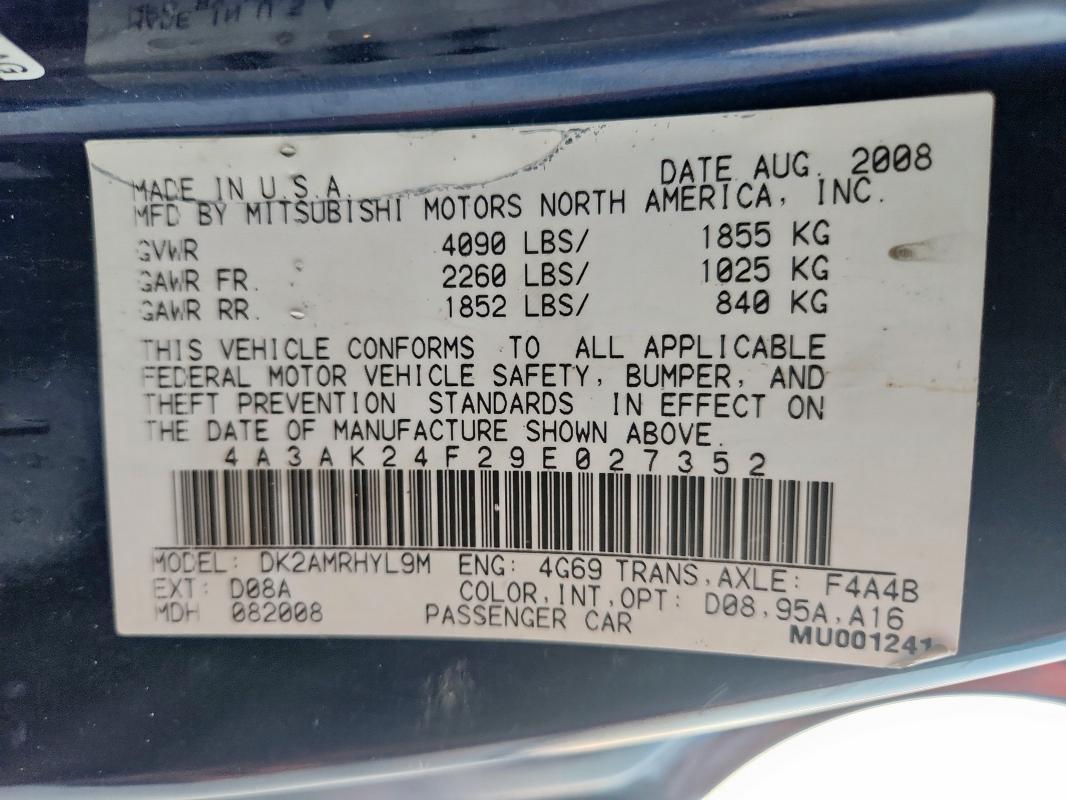 MADE IN U.S.A. DATE AUG. 2008
MFD BY MITSUBISHI MOTORS NORTH AMERICA, INC.
GVWR 4090 LBS/ 1855 KG
GAWR FR. 2260 LBS/ 1025 KG
GAWR RR. 1852 LBS/ 840 KG
THIS VEHICLE CONFORMS TO ALL APPLICABLE
FEDERAL MOTOR VEHICLE SAFETY, BUMPER, AND
THEFT PREVENTION STANDARDS IN EFFECT ON
THE DATE OF MANUFACTURE SHOWN ABOVE.
4A3AK24F29E027352
MODEL: DK2AMRHYL9M ENG: 4G69 TRANS,AXLE: F4A4B
EXT: D08A COLOR,INT,OPT: D08,95A,A16
MDH 082008 PASSENGER CAR
MU001241